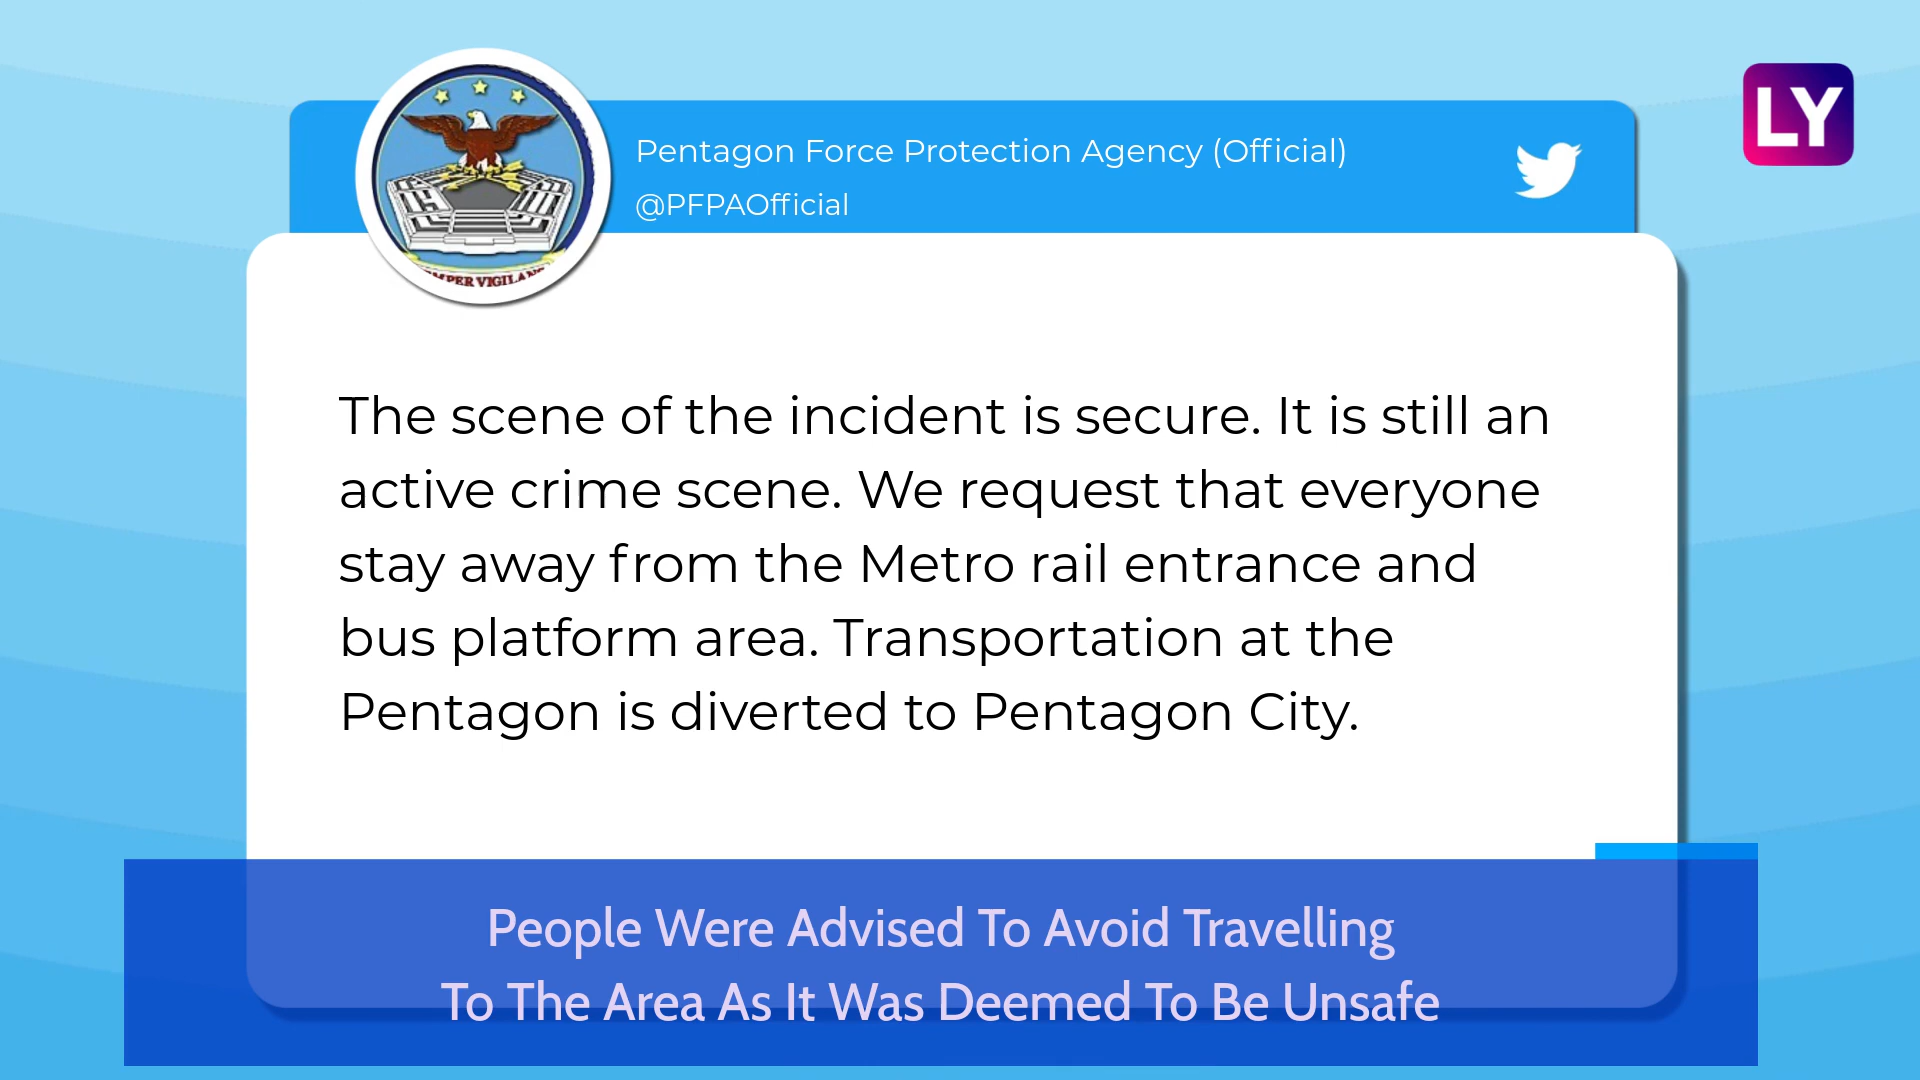 LY
Pentagon Force Protection Agency (Official)
@PFPAOfficial
The scene of the incident is secure. It is still an
active crime scene. We request that everyone
stay away from the Metro rail entrance and
bus platform area. Transportation at the
Pentagon is diverted to Pentagon City.
People Were Advised To Avoid Travelling
To The Area As It Was Deemed To Be Unsafe